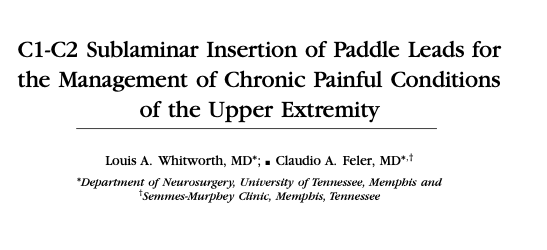 C1-C2 Sublaminar Insertion of Paddle Leads for
the Management of Chronic Painful Conditions
of the Upper Extremity
Louis A. Whitworth, MD*; ▪ Claudio A. Feler, MD*,†
*Department of Neurosurgery, University of Tennessee, Memphis and
†Semmes-Murphey Clinic, Memphis, Tennessee